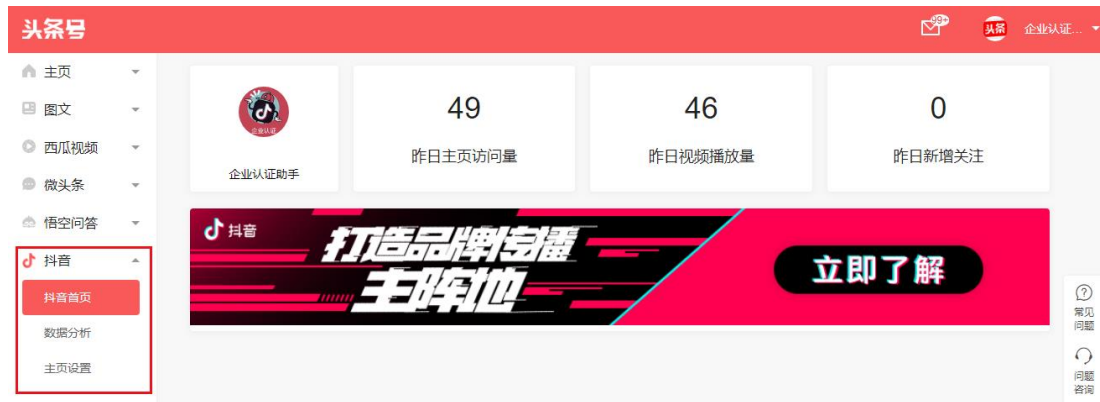 头条号
99+
头条
企业认证...
主页
图文
西瓜视频
微头条
悟空问答
抖音
抖音首页
数据分析
主页设置
企业认证
企业认证助手
49
昨日主页访问量
46
昨日视频播放量
0
昨日新增关注
抖音
打造品牌传播
主阵地
立即了解
常见
问题
问题
咨询